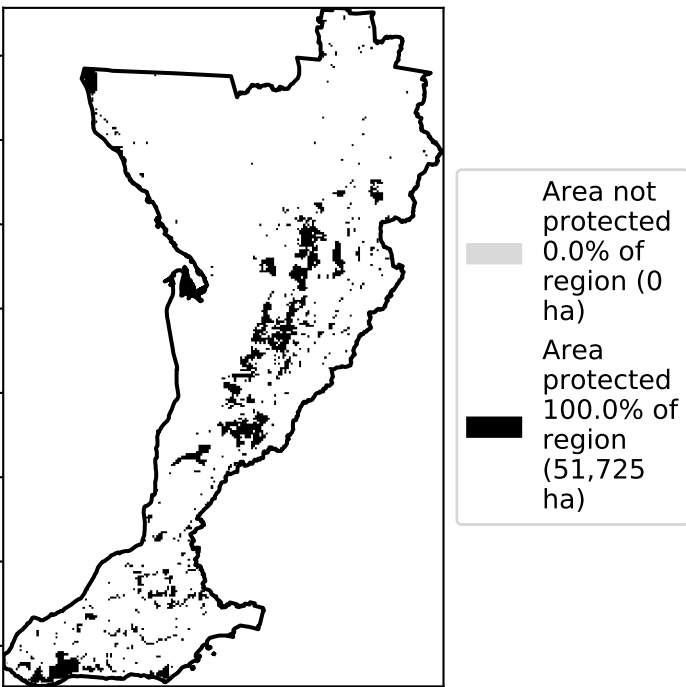 Area not
protected
0.0% of
region (0
ha)
Area
protected
100.0% of
region
(51,725
ha)